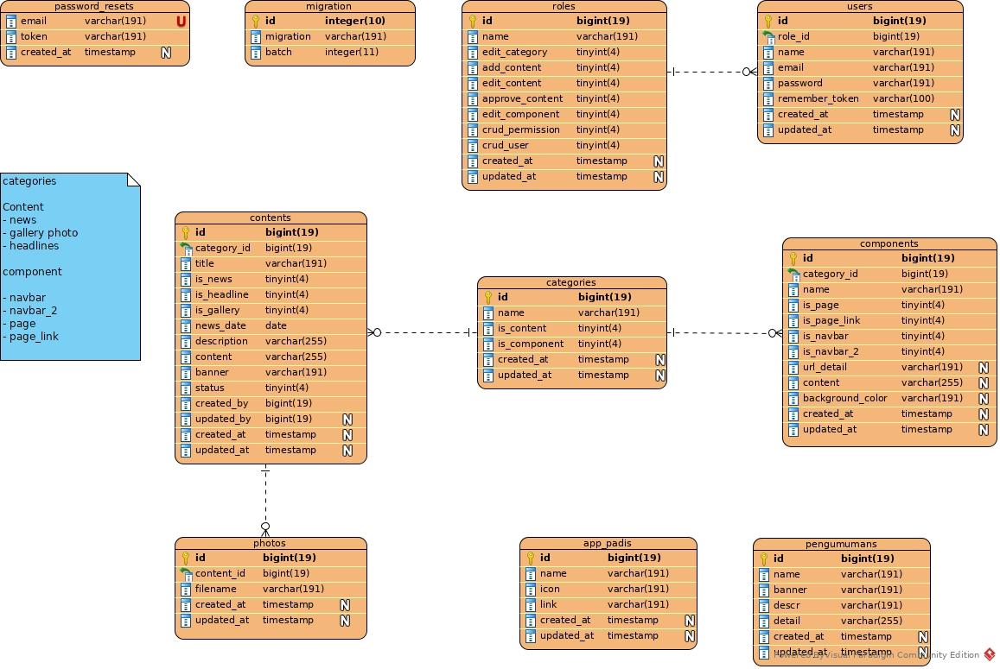 password_resets
email varchar(191) U
token varchar(191)
created_at timestamp N
migration
id integer(10)
migration varchar(191)
batch integer(11)
roles
id bigint(19)
name varchar(191)
edit_category tinyint(4)
add_content tinyint(4)
edit_content tinyint(4)
approve_content tinyint(4)
edit_component tinyint(4)
crud_permission tinyint(4)
crud_user tinyint(4)
created_at timestamp N
updated_at timestamp N
users
id bigint(19)
role_id bigint(19)
name varchar(191)
email varchar(191)
password varchar(191)
remember_token varchar(100)
created_at timestamp N
updated_at timestamp N
categories
Content
- news
- gallery photo
- headlines
component
- navbar
- navbar_2
- page
- page_link
contents
id bigint(19)
category_id bigint(19)
title varchar(191)
is_news tinyint(4)
is_headline tinyint(4)
is_gallery tinyint(4)
news_date date
description varchar(255)
content varchar(255)
banner varchar(191)
status tinyint(4)
created_by bigint(19)
updated_by bigint(19) N
created_at timestamp N
updated_at timestamp N
categories
id bigint(19)
name varchar(191)
is_content tinyint(4)
is_component tinyint(4)
created_at timestamp N
updated_at timestamp N
components
id bigint(19)
category_id bigint(19)
name varchar(191)
is_page tinyint(4)
is_page_link tinyint(4)
is_navbar tinyint(4)
is_navbar_2 tinyint(4)
url_detail varchar(191) N
content varchar(255) N
background_color varchar(191) N
created_at timestamp N
updated_at timestamp N
photos
id bigint(19)
content_id bigint(19)
filename varchar(191)
created_at timestamp N
updated_at timestamp N
app_padis
id bigint(19)
name varchar(191)
icon varchar(191)
link varchar(191)
created_at timestamp N
updated_at timestamp N
pengumumans
id bigint(19)
name varchar(191)
banner varchar(191)
descr varchar(191)
detail varchar(255)
created_at timestamp N
updated_at timestamp N
Powered By Visual Paradigm Community Edition